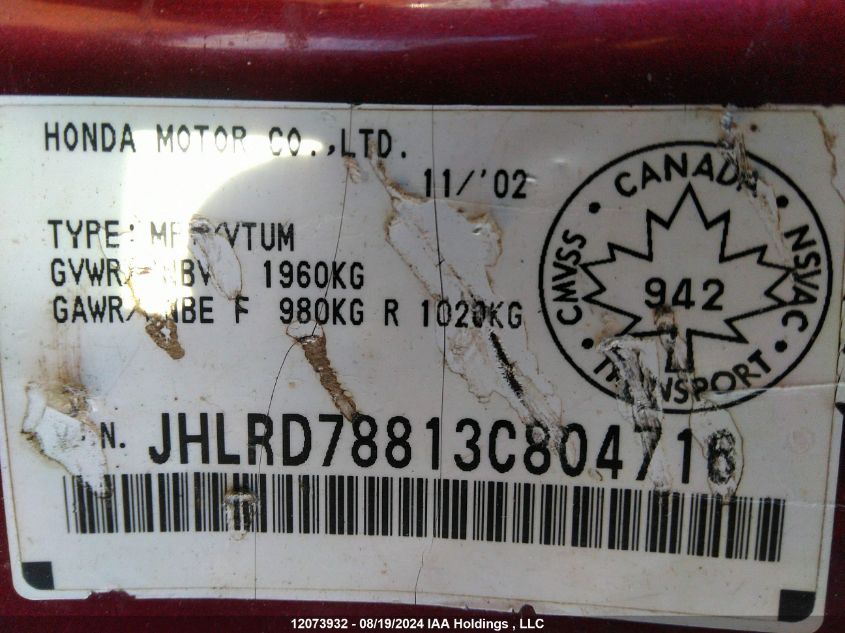 HONDA MOTOR CO.,LTD.
11/'02
TYPE:
1960KG
F 980KG R 1020KG
CANADA
CMVSS • NSVAC
942
TRANSPORT
JHLRD78813C804716
12073932 - 08/19/2024 IAA Holdings , LLC